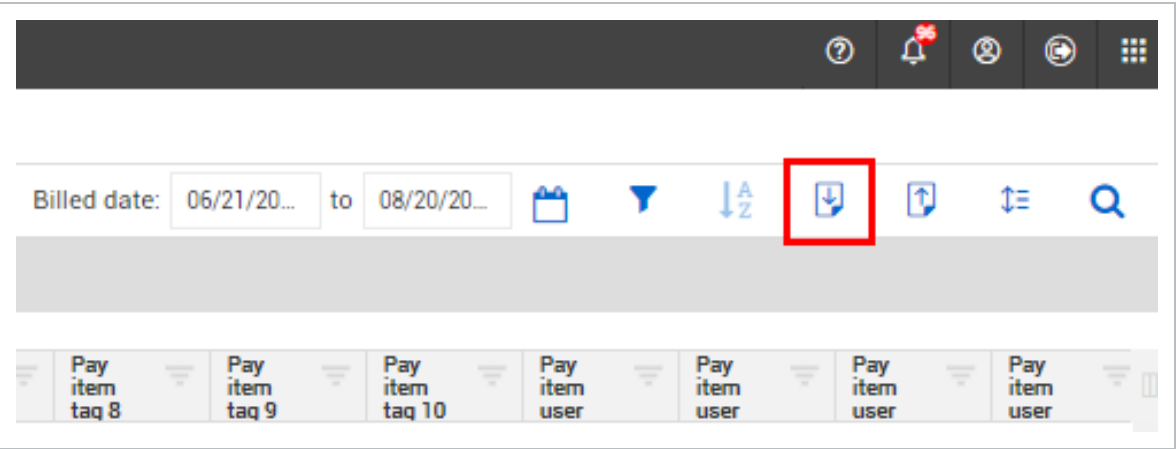 96
Billed date: 06/21/20... to 08/20/20...
Pay item tag 8
Pay item tag 9
Pay item tag 10
Pay item user
Pay item user
Pay item user
Pay item user